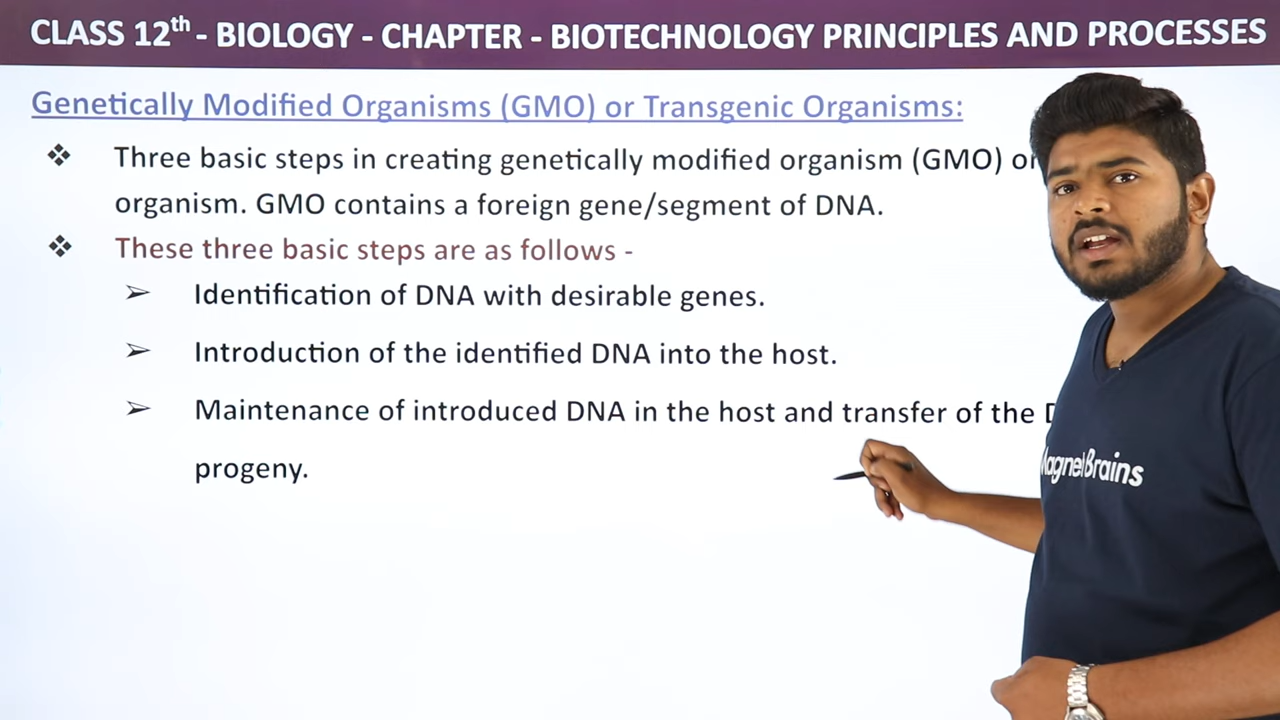 CLASS 12th - BIOLOGY - CHAPTER - BIOTECHNOLOGY PRINCIPLES AND PROCESSES
Genetically Modified Organisms (GMO) or Transgenic Organisms:
❖ Three basic steps in creating genetically modified organism (GMO) or
organism. GMO contains a foreign gene/segment of DNA.
❖ These three basic steps are as follows -
➢ Identification of DNA with desirable genes.
➢ Introduction of the identified DNA into the host.
➢ Maintenance of introduced DNA in the host and transfer of the
progeny.
Brains